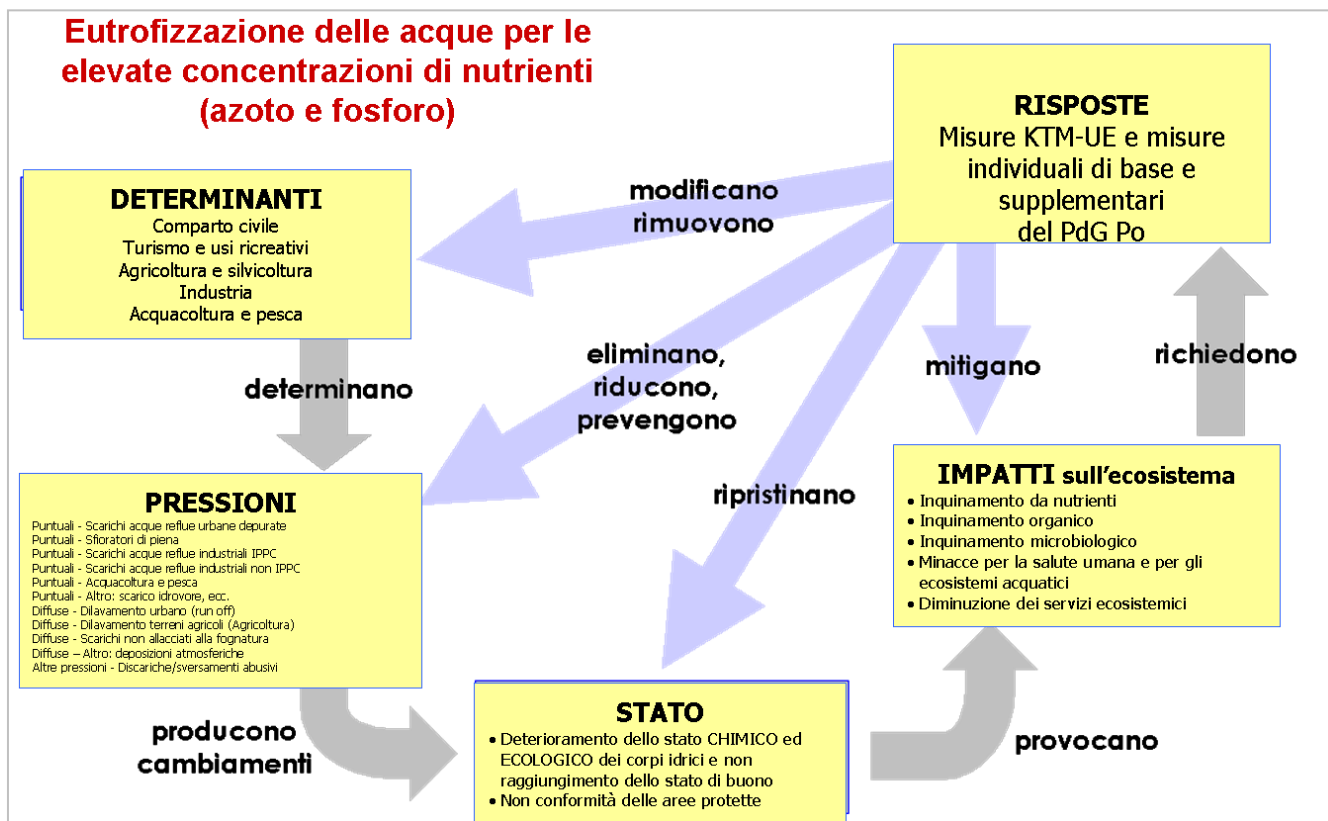 Eutrofizzazione delle acque per le
elevate concentrazioni di nutrienti
(azoto e fosforo)
RISPOSTE
Misure KTM-UE e misure
individuali di base e
supplementari
del PdG Po
DETERMINANTI
Comparto civile
Turismo e usi ricreativi
Agricoltura e silvicoltura
Industria
Acquacoltura e pesca
modificano
rimuovono
determinano
eliminano,
riducono,
prevengono
mitigano
richiedono
ripristinano
PRESSIONI
Puntuali - Scarichi acque reflue urbane depurate
Puntuali - Sfioratori di piena
Puntuali - Scarichi acque reflue industriali IPPC
Puntuali - Scarichi acque reflue industriali non IPPC
Puntuali - Acquacoltura e pesca
Puntuali - Altro: scarico idrovore, ecc.
Diffuse - Dilavamento urbano (run off)
Diffuse - Dilavamento terreni agricoli (Agricoltura)
Diffuse - Scarichi non allacciati alla fognatura
Diffuse – Altro: deposizioni atmosferiche
Altre pressioni - Discariche/sversamenti abusivi
IMPATTI sull'ecosistema
• Inquinamento da nutrienti
• Inquinamento organico
• Inquinamento microbiologico
• Minacce per la salute umana e per gli
ecosistemi acquatici
• Diminuzione dei servizi ecosistemici
producono
cambiamenti
STATO
• Deterioramento dello stato CHIMICO ed
ECOLOGICO dei corpi idrici e non
raggiungimento dello stato di buono
• Non conformità delle aree protette
provocano